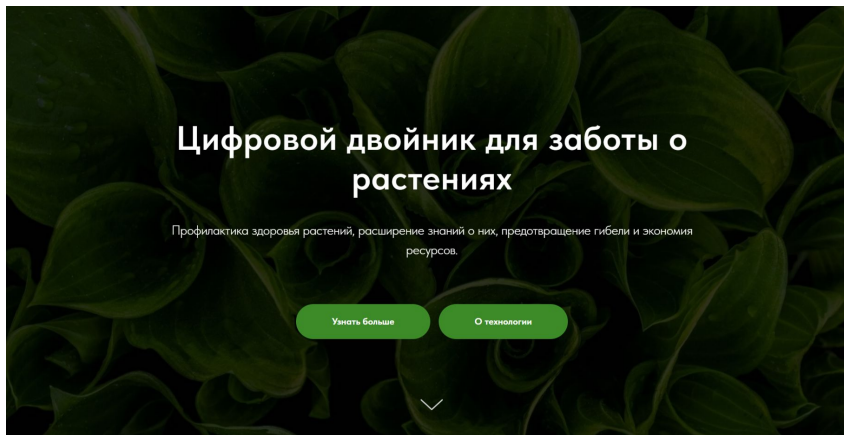 Цифровой двойник для заботы о
растениях
Профилактика здоровья растений, расширение знаний о них, предотвращение гибели и экономия
ресурсов.
Узнать больше
О технологии